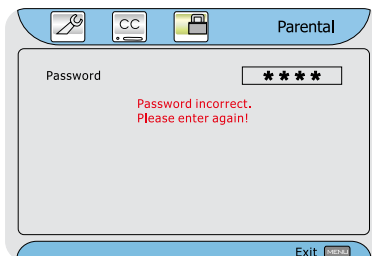 CC
Parental
Password ****
Password incorrect.
Please enter again!
Exit MENU